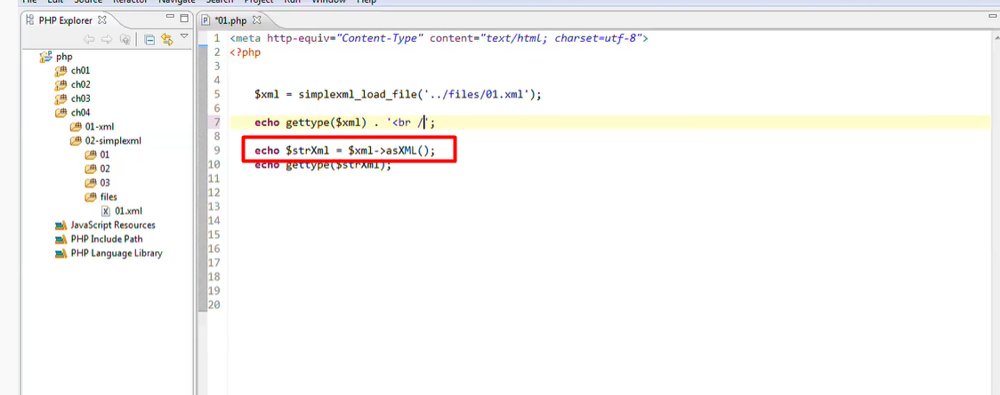 File Edit Source Refactor Navigate Search Project Run Window Help
PHP Explorer
*01.php
php
ch01
ch02
ch03
ch04
01-xml
02-simplexml
01
02
03
files
01.xml
JavaScript Resources
PHP Include Path
PHP Language Library
1 <meta http-equiv="Content-Type" content="text/html; charset=utf-8">
2 <?php
3
4
5 $xml = simplexml_load_file('../files/01.xml');
6
7 echo gettype($xml) . '<br /';
8
9 echo $strXml = $xml->asXML();
10 echo gettype($strXml);
11
12
13
14
15
16
17
18
19
20